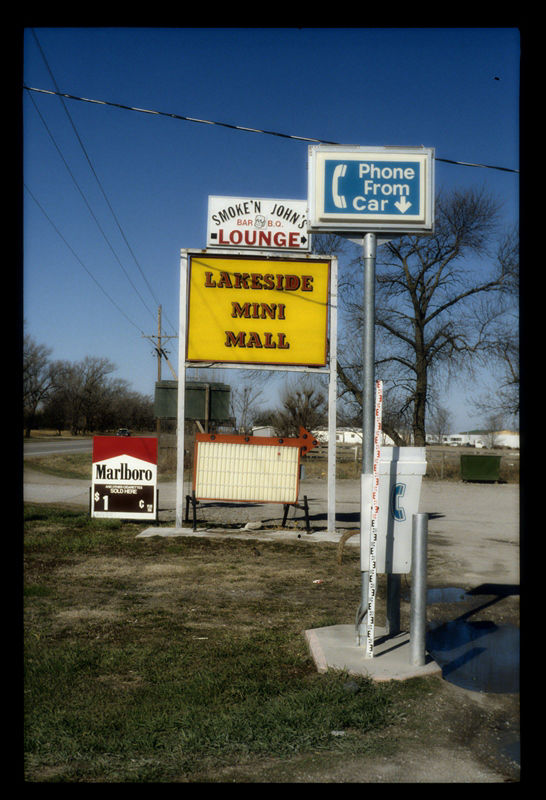 Phone
From
Car
SMOKE'N JOHN'S
BAR B.Q.
LOUNGE
LAKESIDE
MINI
MALL
Marlboro
SOLD HERE
$ 1 ¢